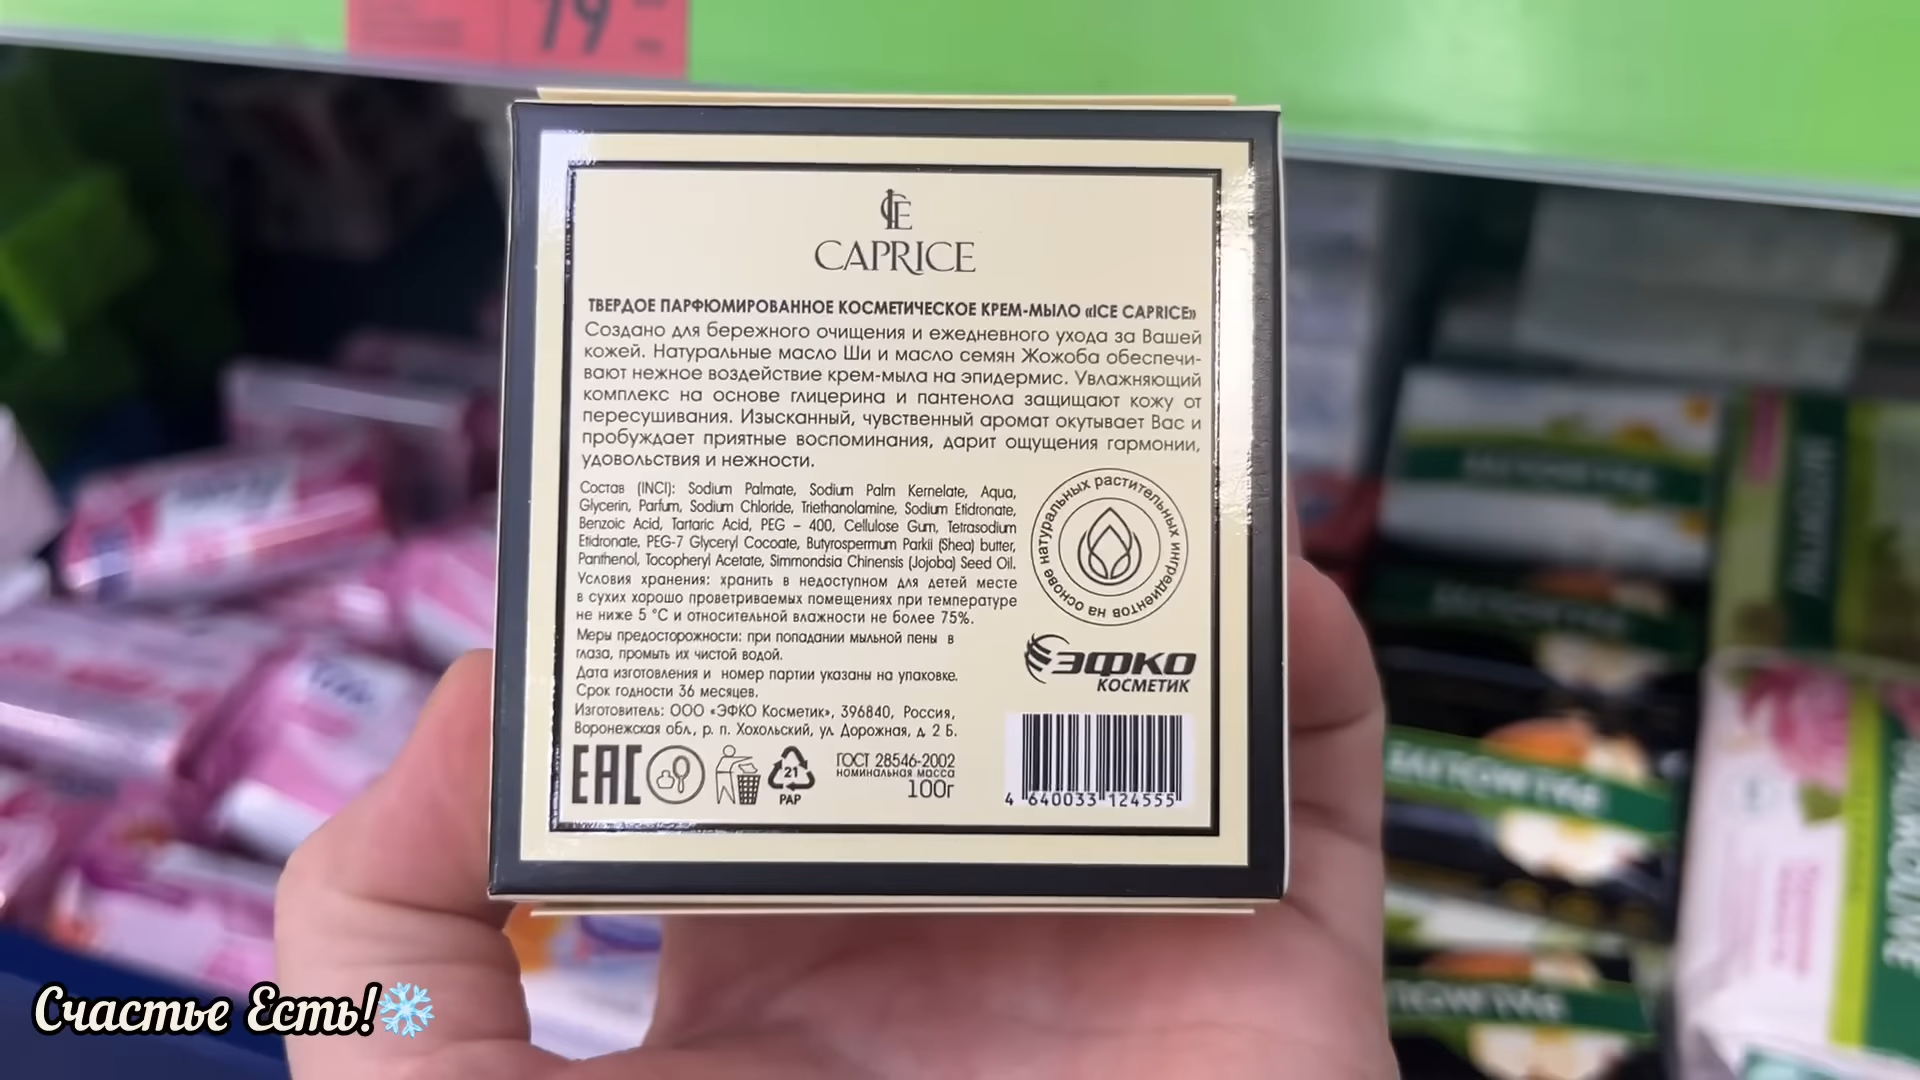 79
ICE
CAPRICE
ТВЕРДОЕ ПАРФЮМИРОВАННОЕ КОСМЕТИЧЕСКОЕ КРЕМ-МЫЛО «ICE CAPRICE»
Создано для бережного очищения и ежедневного ухода за Вашей
кожей. Натуральные масло Ши и масло семян Жожоба обеспечи-
вают нежное воздействие крем-мыла на эпидермис. Увлажняющий
комплекс на основе глицерина и пантенола защищают кожу от
пересушивания. Изысканный, чувственный аромат окутывает Вас и
пробуждает приятные воспоминания, дарит ощущения гармонии,
удовольствия и нежности.
Состав (INCI): Sodium Palmate, Sodium Palm Kernelate, Aqua,
Glycerin, Parfum, Sodium Chloride, Triethanolamine, Sodium Etidronate,
Benzoic Acid, Tartaric Acid, PEG – 400, Cellulose Gum, Tetrasodium
Etidronate, PEG-7 Glyceryl Cocoate, Butyrospermum Parkii (Shea) butter,
Panthenol, Tocopheryl Acetate, Simmondsia Chinensis (Jojoba) Seed Oil.
Условия хранения: хранить в недоступном для детей месте
в сухих хорошо проветриваемых помещениях при температуре
не ниже 5 °C и относительной влажности не более 75%.
Меры предосторожности: при попадании мыльной пены в
глаза, промыть их чистой водой.
Дата изготовления и номер партии указаны на упаковке.
Срок годности 36 месяцев.
Изготовитель: ООО «ЭФКО Косметик», 396840, Россия,
Воронежская обл., р. п. Хохольский, ул Дорожная, д 2 Б.
на основе натуральных растительных ингредиентов
ЭФКО
КОСМЕТИК
EAC
21
PAP
ГОСТ 28546-2002
номинальная масса
100г
4 640033 124555
Счастье Есть!